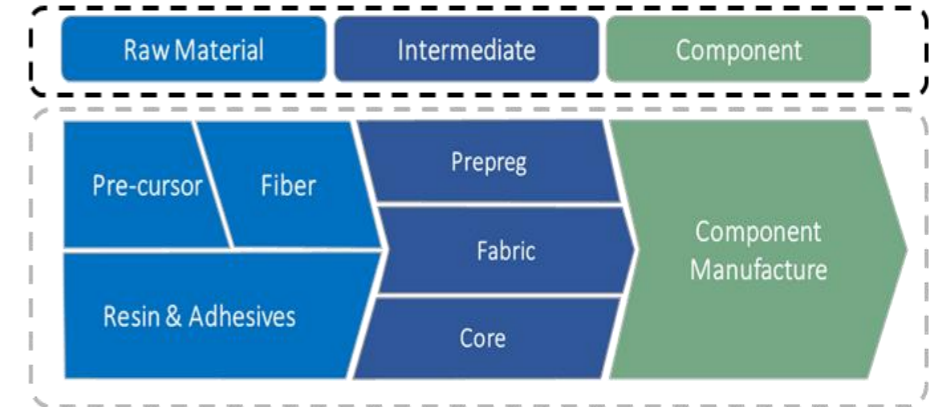 Raw Material
Intermediate
Component
Pre-cursor
Fiber
Resin & Adhesives
Prepreg
Fabric
Core
Component
Manufacture